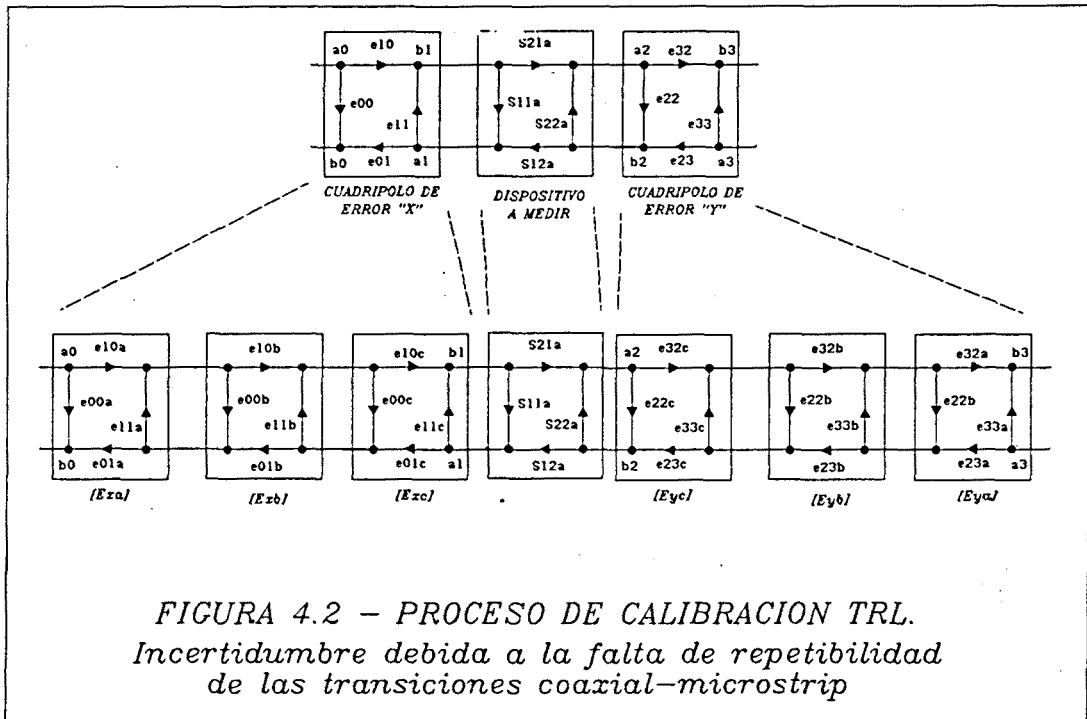 a0 e10 b1 S21a a2 e32 b3
e00 S11a e22
e11 S22a e33
b0 e01 a1 S12a b2 e23 a3
CUADRIPOLO DE ERROR "X"
DISPOSITIVO A MEDIR
CUADRIPOLO DE ERROR "Y"
a0 e10a e10b e10c b1 S21a a2 e32c e32b e32a b3
e00a e00b e00c S11a e22c e22b e22b
e11a e11b e11c S22a e33c e33b e33a
b0 e01a e01b e01c a1 S12a b2 e23c e23b e23a a3
[Exa] [Exb] [Exc] [Eyc] [Eyb] [Eya]
FIGURA 4.2 - PROCESO DE CALIBRACION TRL.
Incertidumbre debida a la falta de repetibilidad
de las transiciones coaxial-microstrip